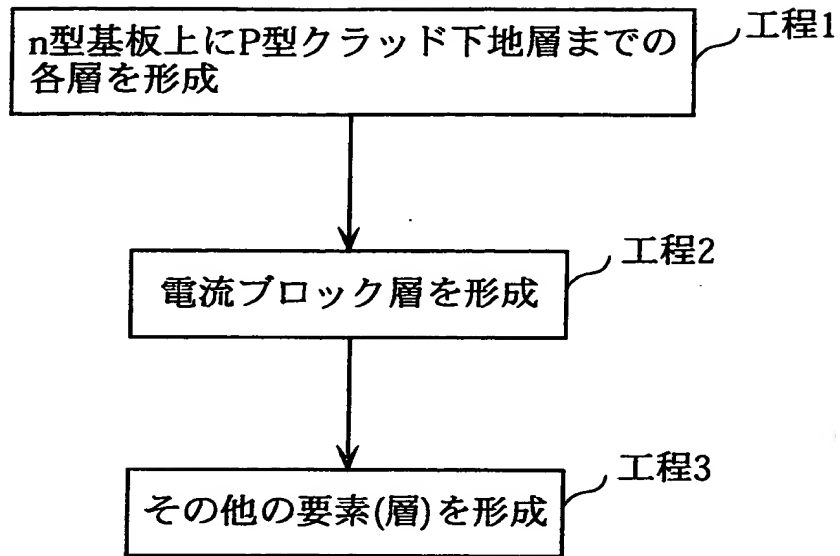 n型基板上にP型クラッド下地層までの
各層を形成
工程1
電流ブロック層を形成
工程2
その他の要素(層)を形成
工程3